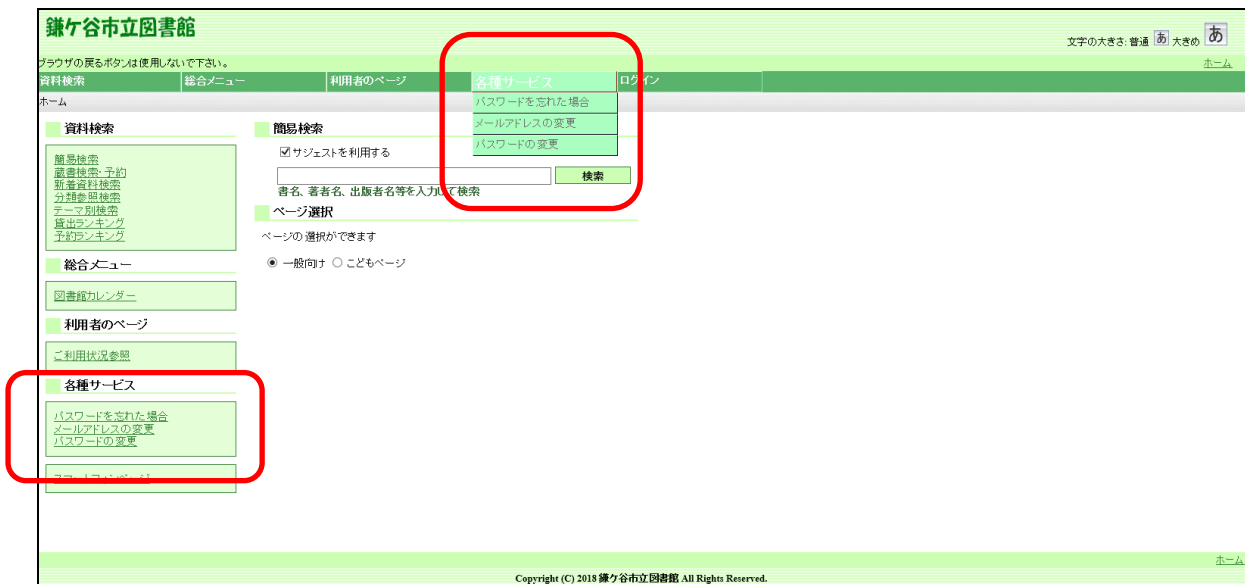 鎌ケ谷市立図書館
文字の大きさ: 普通 あ 大きめ あ
ブラウザの戻るボタンは使用しないで下さい。 ホーム
資料検索 総合メニュー 利用者のページ 各種サービス ログイン
ホーム
パスワードを忘れた場合
メールアドレスの変更
パスワードの変更
資料検索
簡易検索
蔵書検索・予約
新着資料検索
分類参照検索
テーマ別検索
貸出ランキング
予約ランキング
総合メニュー
図書館カレンダー
利用者のページ
ご利用状況参照
各種サービス
パスワードを忘れた場合
メールアドレスの変更
パスワードの変更
スマートフォンページ
簡易検索
サジェストを利用する
検索
書名、著者名、出版者名等を入力して検索
ページ選択
ページの選択ができます
一般向け こどもページ
ホーム
Copyright (C) 2018 鎌ケ谷市立図書館 All Rights Reserved.